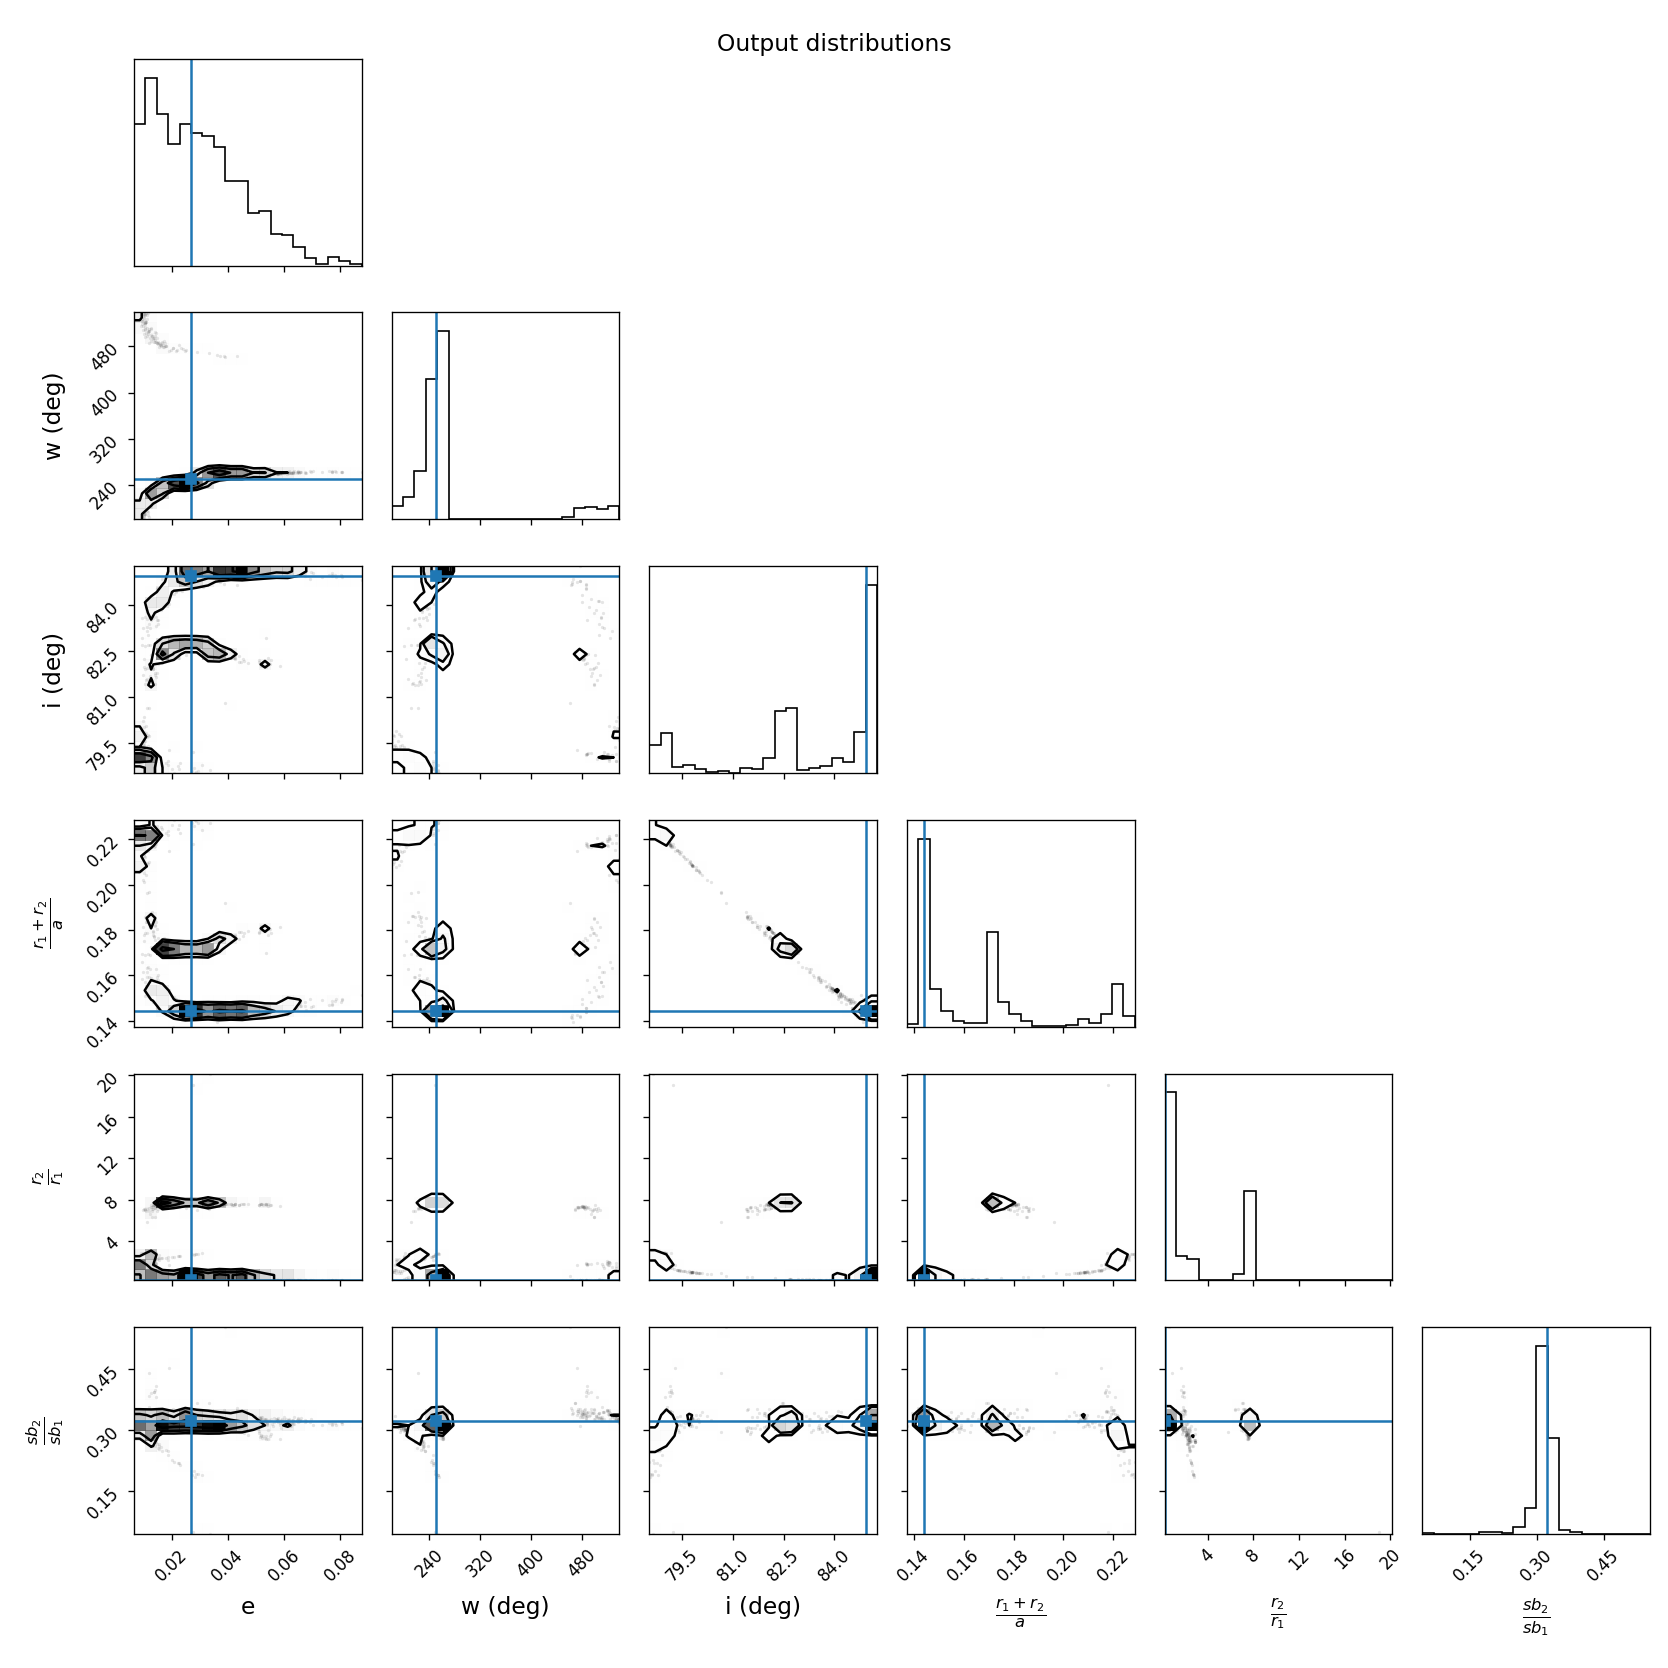 Output distributions
w (deg)
480
400
320
240
i (deg)
84.0
82.5
81.0
79.5
r₁ + r₂
a
0.22
0.20
0.18
0.16
0.14
r₂
r₁
20
16
12
8
4
sb₂
sb₁
0.45
0.30
0.15
0.02 0.04 0.06 0.08 240 320 400 480 79.5 81.0 82.5 84.0 0.14 0.16 0.18 0.20 0.22 4 8 12 16 20 0.15 0.30 0.45
e w (deg) i (deg) r₁ + r₂ r₂ sb₂
a r₁ sb₁